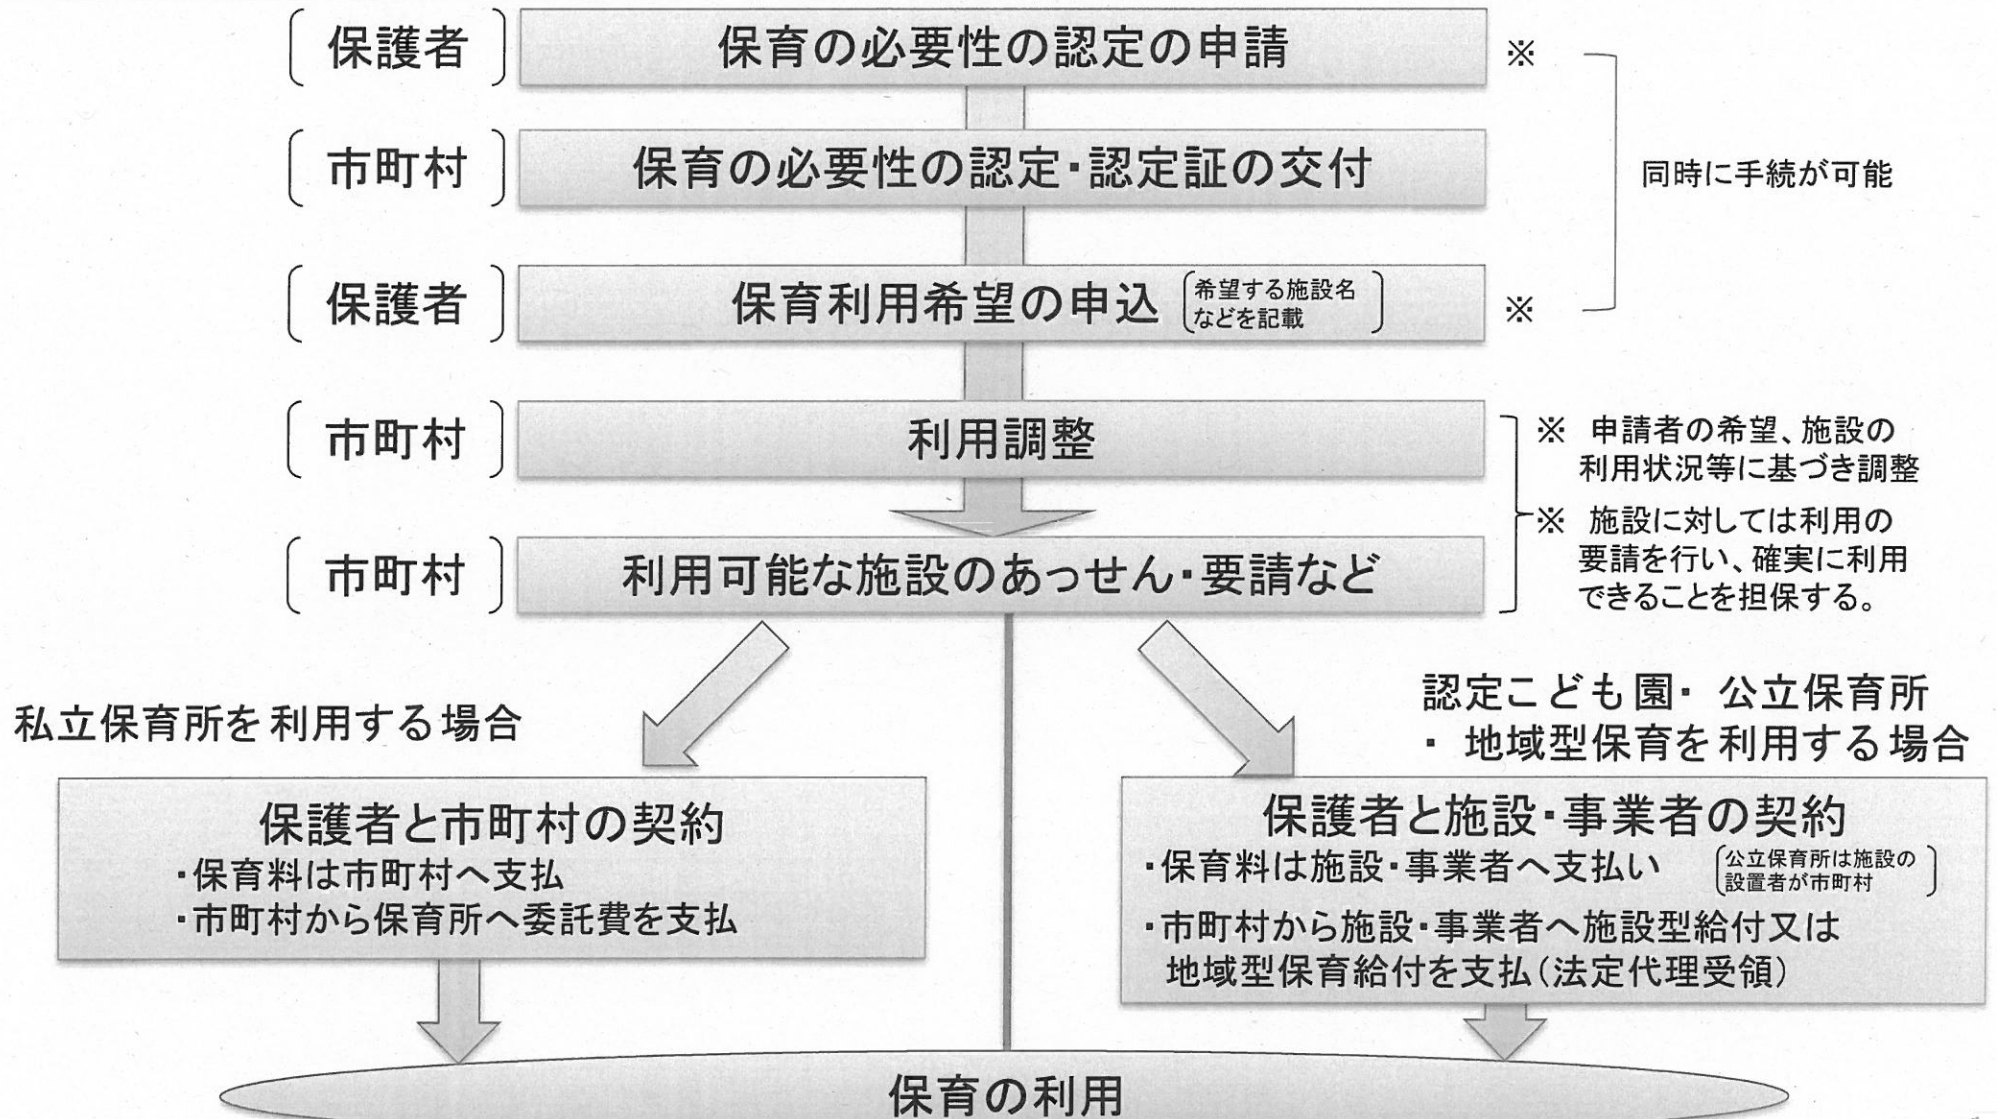 〔保護者〕 保育の必要性の認定の申請 ※
〔市町村〕 保育の必要性の認定・認定証の交付
同時に手続が可能
〔保護者〕 保育利用希望の申込 〔希望する施設名
などを記載〕 ※
〔市町村〕 利用調整
※ 申請者の希望、施設の
利用状況等に基づき調整
※ 施設に対しては利用の
要請を行い、確実に利用
できることを担保する。
〔市町村〕 利用可能な施設のあっせん・要請など
私立保育所を利用する場合
保護者と市町村の契約
・保育料は市町村へ支払
・市町村から保育所へ委託費を支払
認定こども園・ 公立保育所
・ 地域型保育を利用する場合
保護者と施設・事業者の契約
・保育料は施設・事業者へ支払い 〔公立保育所は施設の
設置者が市町村〕
・市町村から施設・事業者へ施設型給付又は
地域型保育給付を支払(法定代理受領)
保育の利用